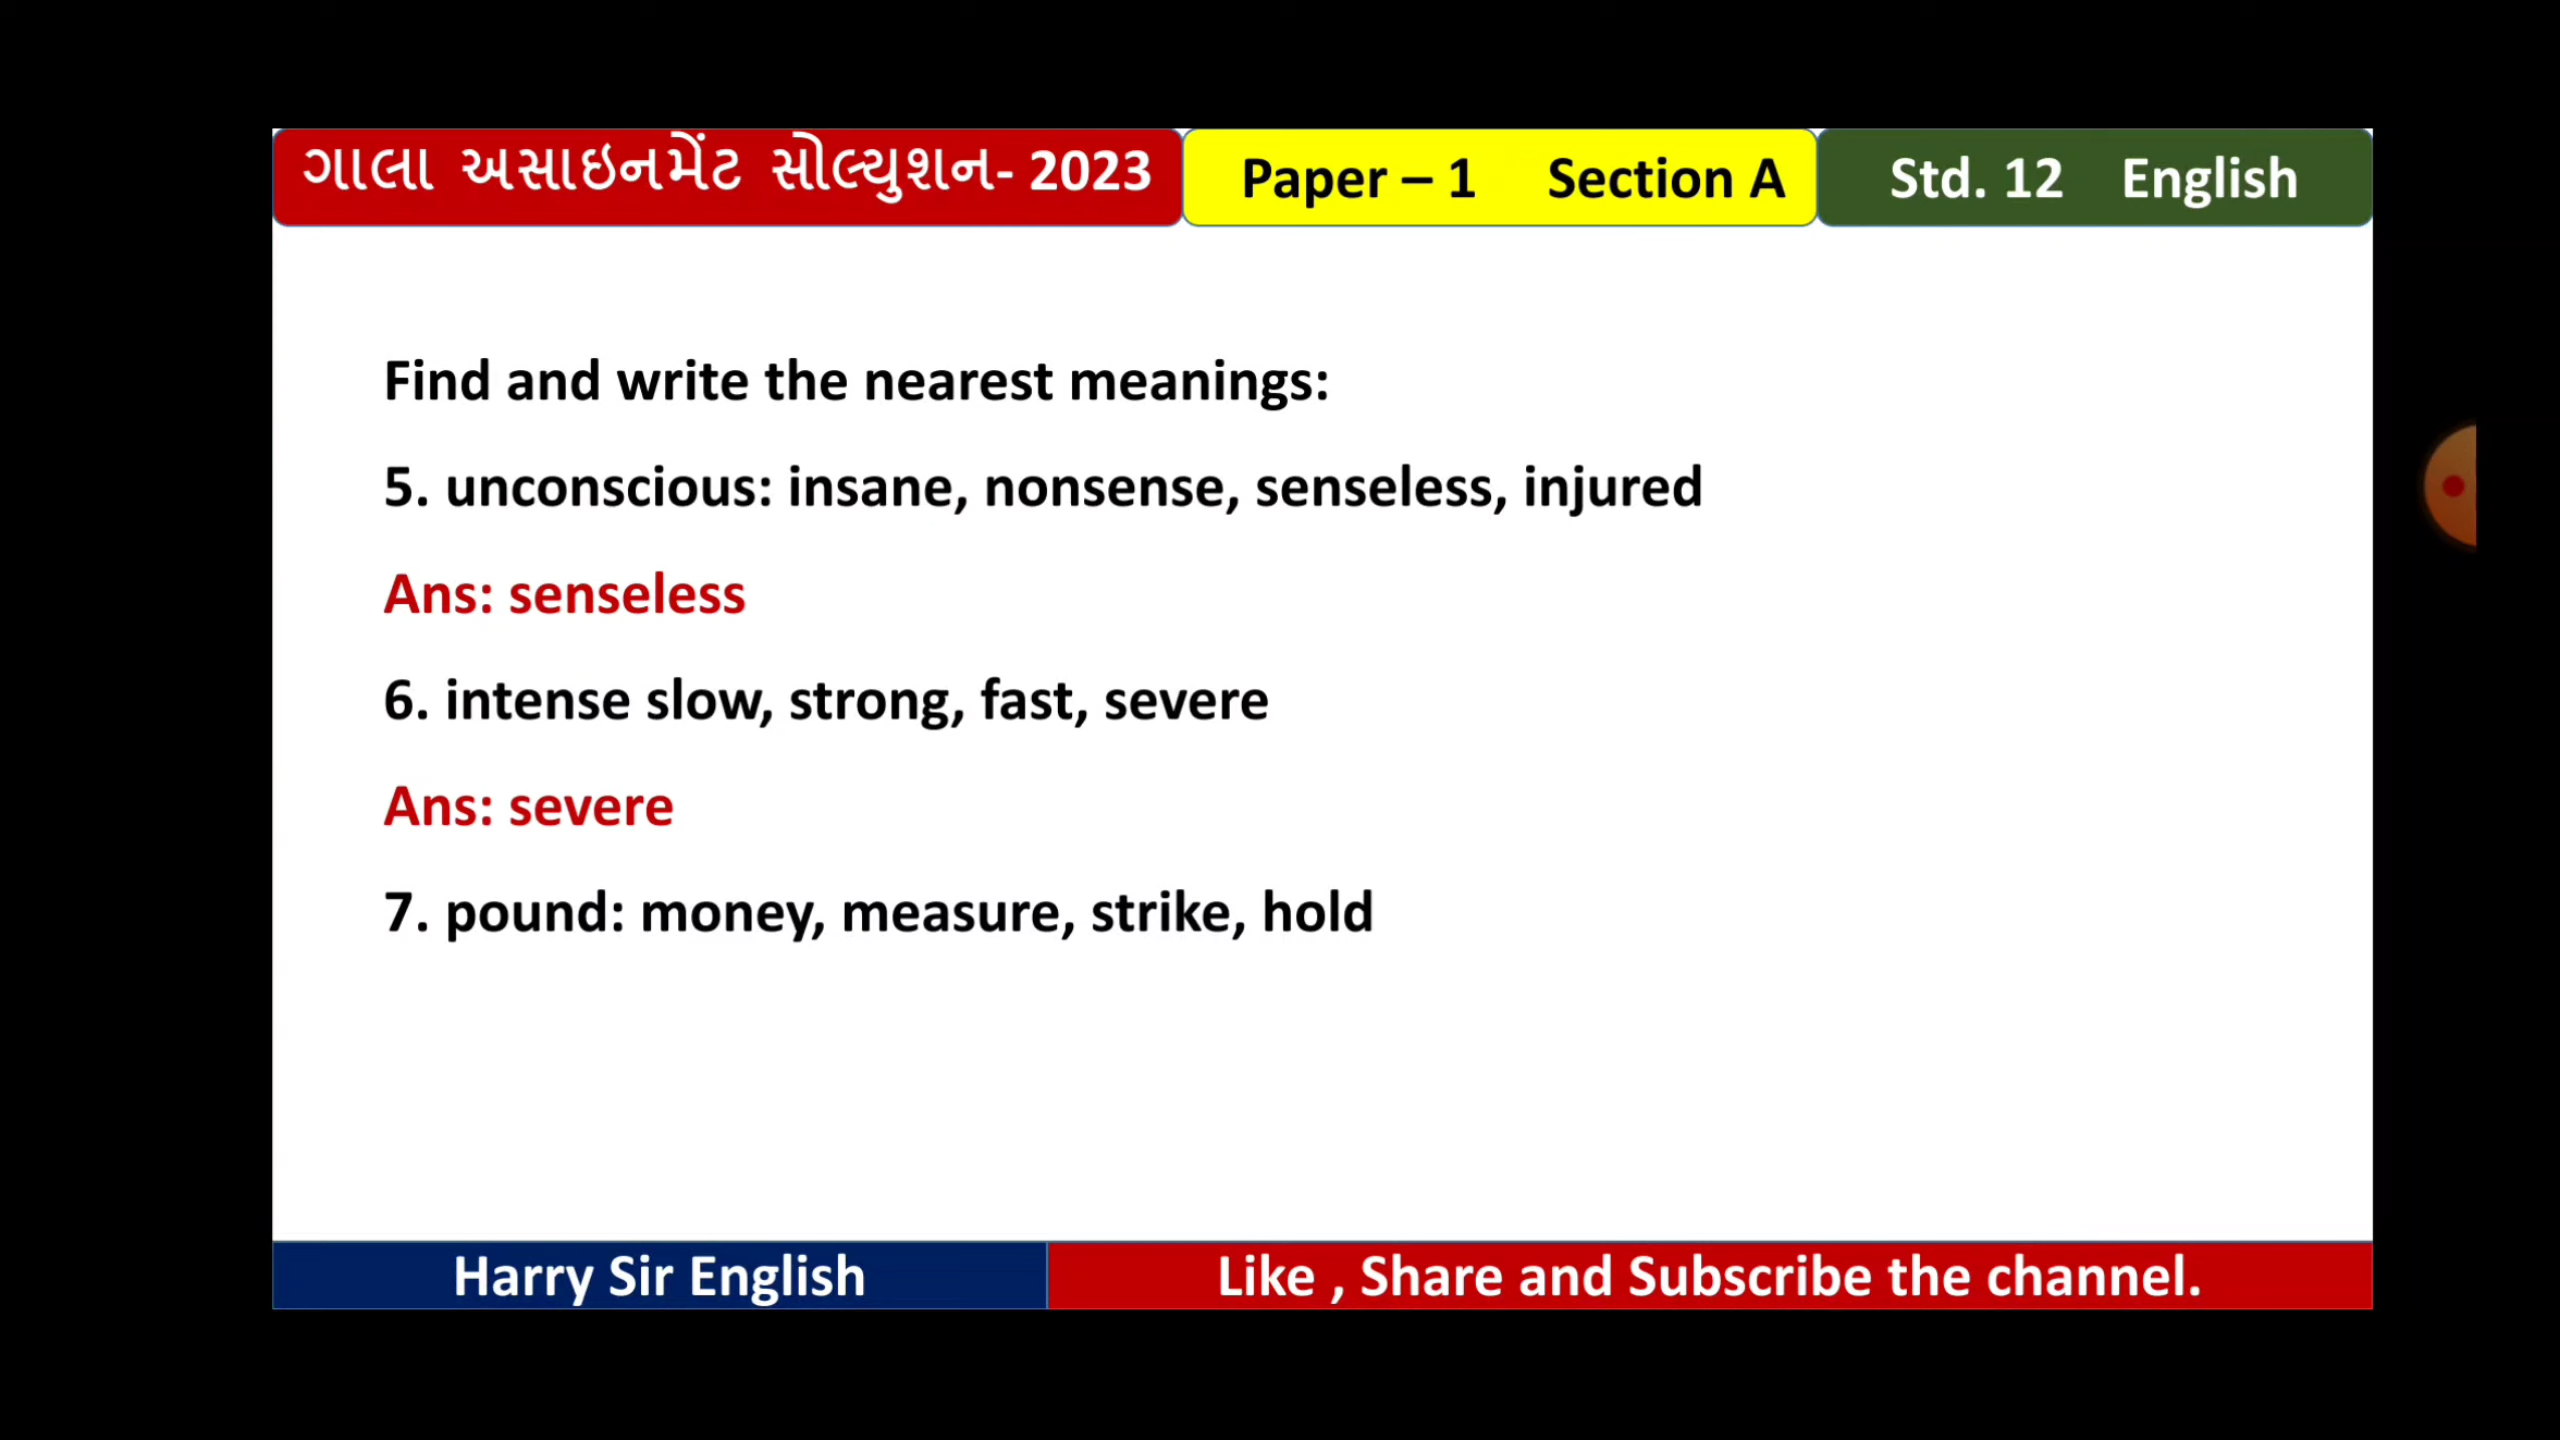 ગાલા અસાઇનમેંટ સોલ્યુશન- 2023 Paper – 1 Section A Std. 12 English
Find and write the nearest meanings:
5. unconscious: insane, nonsense, senseless, injured
Ans: senseless
6. intense slow, strong, fast, severe
Ans: severe
7. pound: money, measure, strike, hold
Harry Sir English Like , Share and Subscribe the channel.